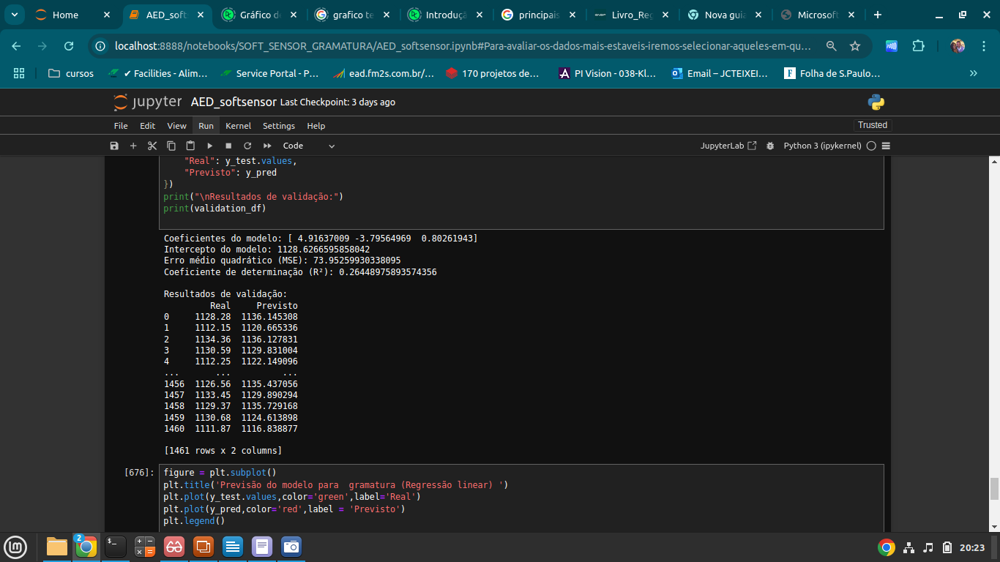 Home
AED_soft
Gráfico de
grafico te
Introduçã
principais
Livro_Reg
Nova guia
Microsoft
localhost:8888/notebooks/SOFT_SENSOR_GRAMATURA/AED_softsensor.ipynb#Para-avaliar-os-dados-mais-estaveis-iremos-selecionar-aqueles-em-qu...
cursos
✔ Facilities - Alim...
Service Portal - P...
ead.fm2s.com.br/...
170 projetos de...
PI Vision - 038-Kl...
Email – JCTEIXEI...
Folha de S.Paulo...
»
jupyter AED_softsensor Last Checkpoint: 3 days ago
File Edit View Run Kernel Settings Help
Trusted
Code
JupyterLab
Python 3 (ipykernel)
"Real": y_test.values,
"Previsto": y_pred
})
print("\nResultados de validação:")
print(validation_df)
Coeficientes do modelo: [ 4.91637009 -3.79564969  0.80261943]
Intercepto do modelo: 1128.6266595858042
Erro médio quadrático (MSE): 73.95259930338095
Coeficiente de determinação (R²): 0.26448975893574356
Resultados de validação:
Real Previsto
0 1128.28 1136.145308
1 1112.15 1120.665336
2 1134.36 1136.127831
3 1130.59 1129.831004
4 1112.25 1122.149096
... ... ...
1456 1126.56 1135.437056
1457 1133.45 1129.890294
1458 1129.37 1135.729168
1459 1130.68 1124.613898
1460 1111.87 1116.838877
[1461 rows x 2 columns]
[676]:
figure = plt.subplot()
plt.title('Previsão do modelo para  gramatura (Regressão linear) ')
plt.plot(y_test.values,color='green',label='Real')
plt.plot(y_pred,color='red',label = 'Previsto')
plt.legend()
2
20:23